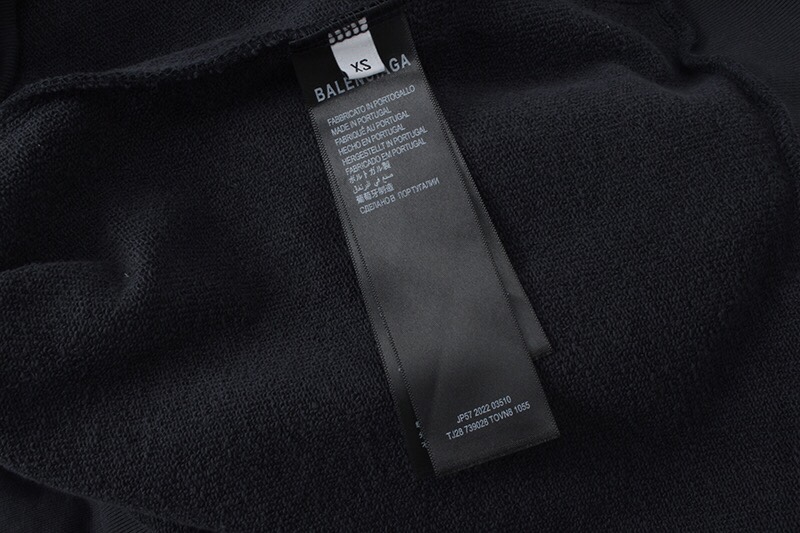 XS
BALENCIAGA
FABBRICATO IN PORTOGALLO
MADE IN PORTUGAL
FABRIQUÉ AU PORTUGAL
HECHO EN PORTUGAL
HERGESTELLT IN PORTUGAL
FABRICADO EM PORTUGAL
ポルトガル製
صنع في البرتغال
葡萄牙制造
СДЕЛАНО В ПОРТУГАЛИИ
JP57 2022 03510
TJ28 739028 TOVN8 1055